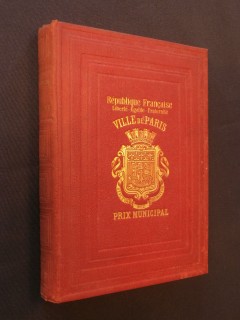 République Française
Liberté Égalité Fraternité
VILLE DE PARIS
PRIX MUNICIPAL